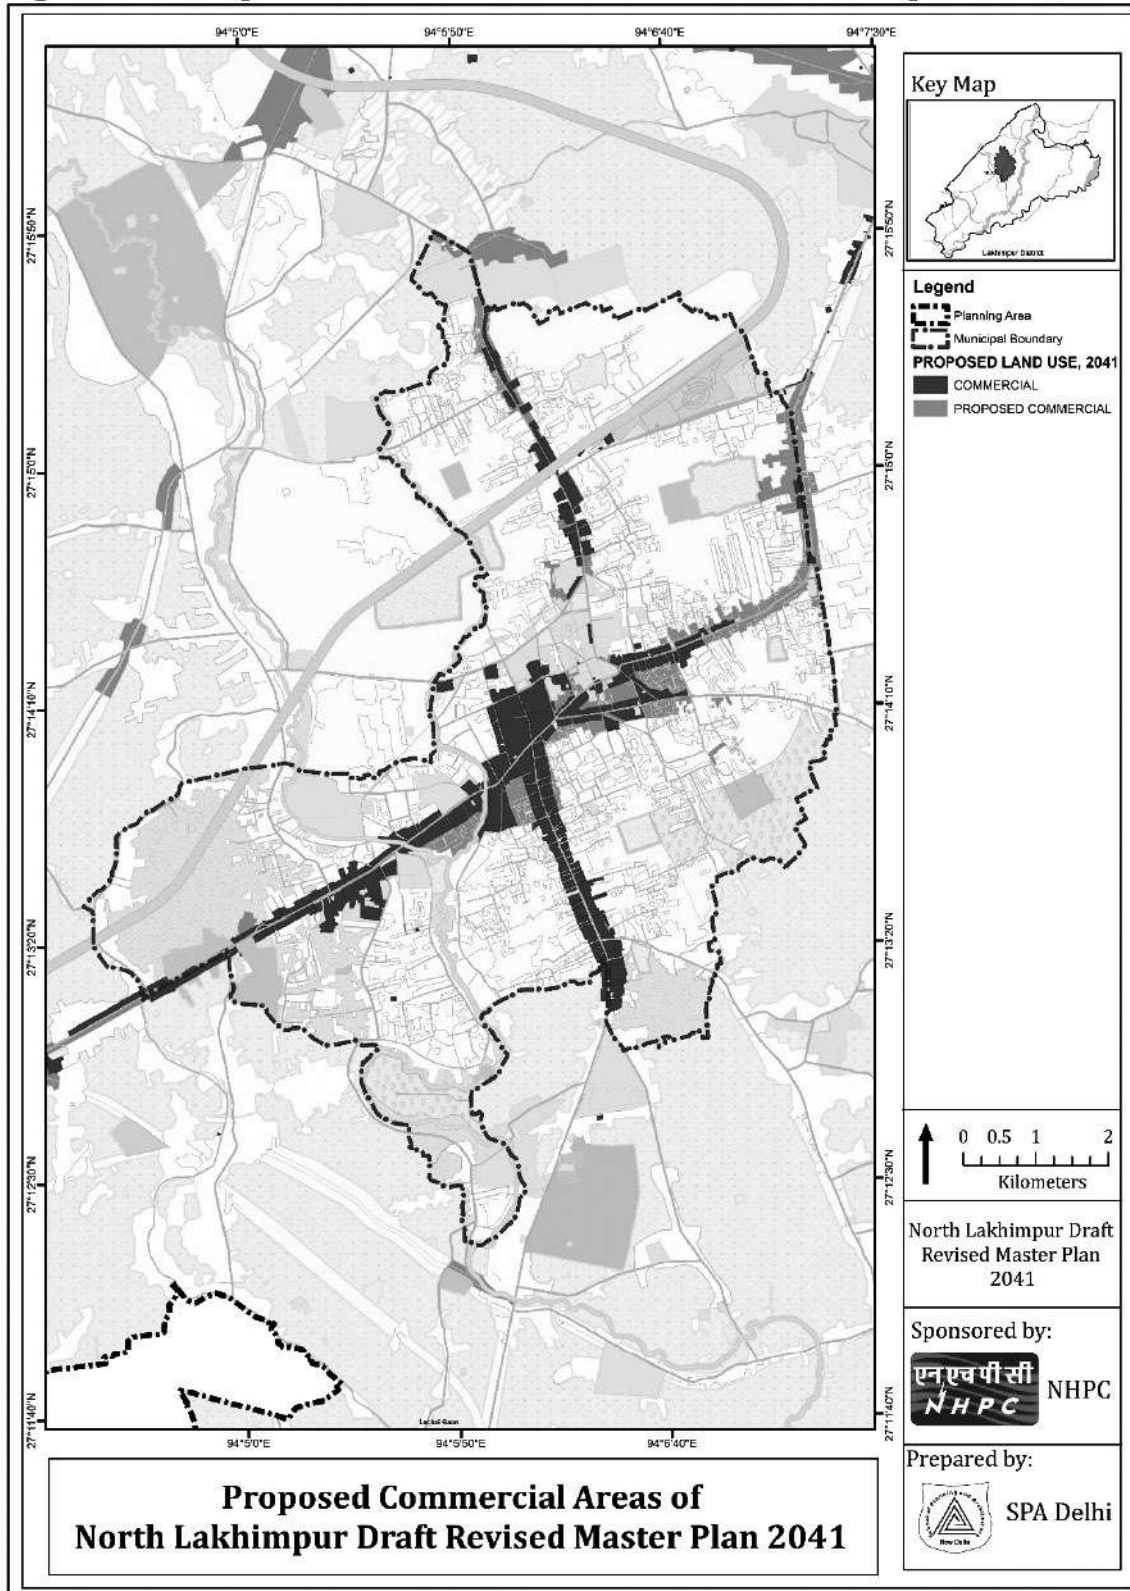 94°5'0"E
94°5'50"E
94°6'40"E
94°7'30"E
27°15'50"N
27°15'0"N
27°14'10"N
27°13'20"N
27°12'30"N
27°11'40"N
27°15'50"N
27°15'0"N
27°14'10"N
27°13'20"N
27°12'30"N
27°11'40"N
94°5'0"E
94°5'50"E
94°6'40"E
Key Map
Lakhimpur District
Legend
Planning Area
Municipal Boundary
PROPOSED LAND USE, 2041
COMMERCIAL
PROPOSED COMMERCIAL
0 0.5 1 2
Kilometers
North Lakhimpur Draft
Revised Master Plan
2041
Sponsored by:
एन एच पी सी
NHPC
NHPC
Prepared by:
New Delhi
SPA Delhi
Proposed Commercial Areas of
North Lakhimpur Draft Revised Master Plan 2041